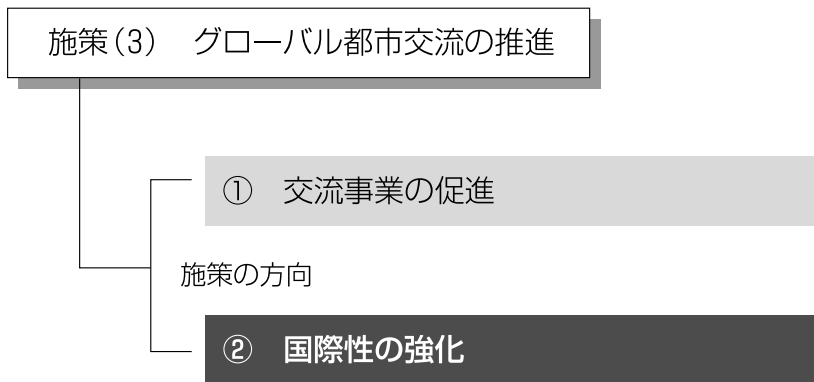 施策(3)　グローバル都市交流の推進
①　交流事業の促進
施策の方向
②　国際性の強化